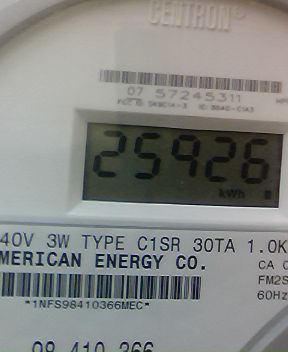 CENTRON®
07 57245311
25926
kWh
40V 3W TYPE C1SR 30TA 1.0K
MERICAN ENERGY CO.
CA 0
FM2S
60Hz
*1NFS98410366MEC*
98 410 366